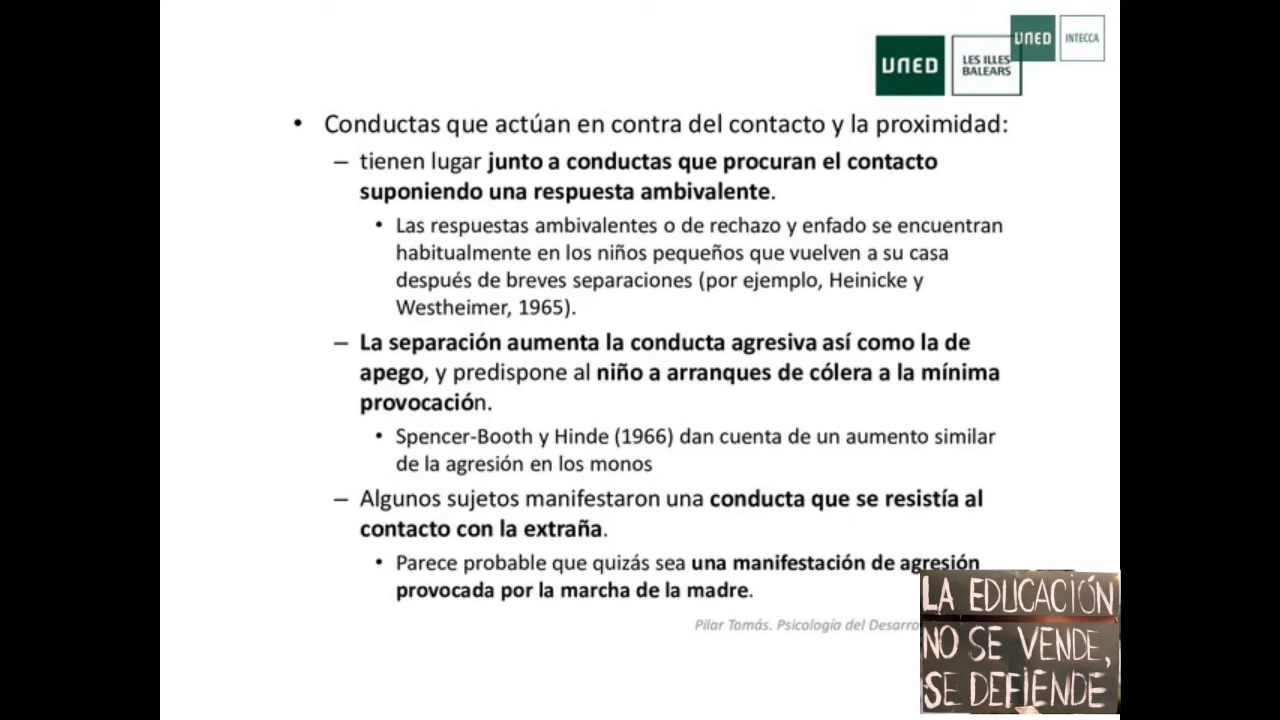 UNED
LES ILLES
BALEARS
UNED
INTECCA
• Conductas que actúan en contra del contacto y la proximidad:
– tienen lugar junto a conductas que procuran el contacto
suponiendo una respuesta ambivalente.
• Las respuestas ambivalentes o de rechazo y enfado se encuentran
habitualmente en los niños pequeños que vuelven a su casa
después de breves separaciones (por ejemplo, Heinicke y
Westheimer, 1965).
– La separación aumenta la conducta agresiva así como la de
apego, y predispone al niño a arranques de cólera a la mínima
provocación.
• Spencer-Booth y Hinde (1966) dan cuenta de un aumento similar
de la agresión en los monos
– Algunos sujetos manifestaron una conducta que se resistía al
contacto con la extraña.
• Parece probable que quizás sea una manifestación de agresión
provocada por la marcha de la madre.
Pilar Tomás. Psicología del
LA EDUCACIÓN
NO SE VENDE,
SE DEFIENDE